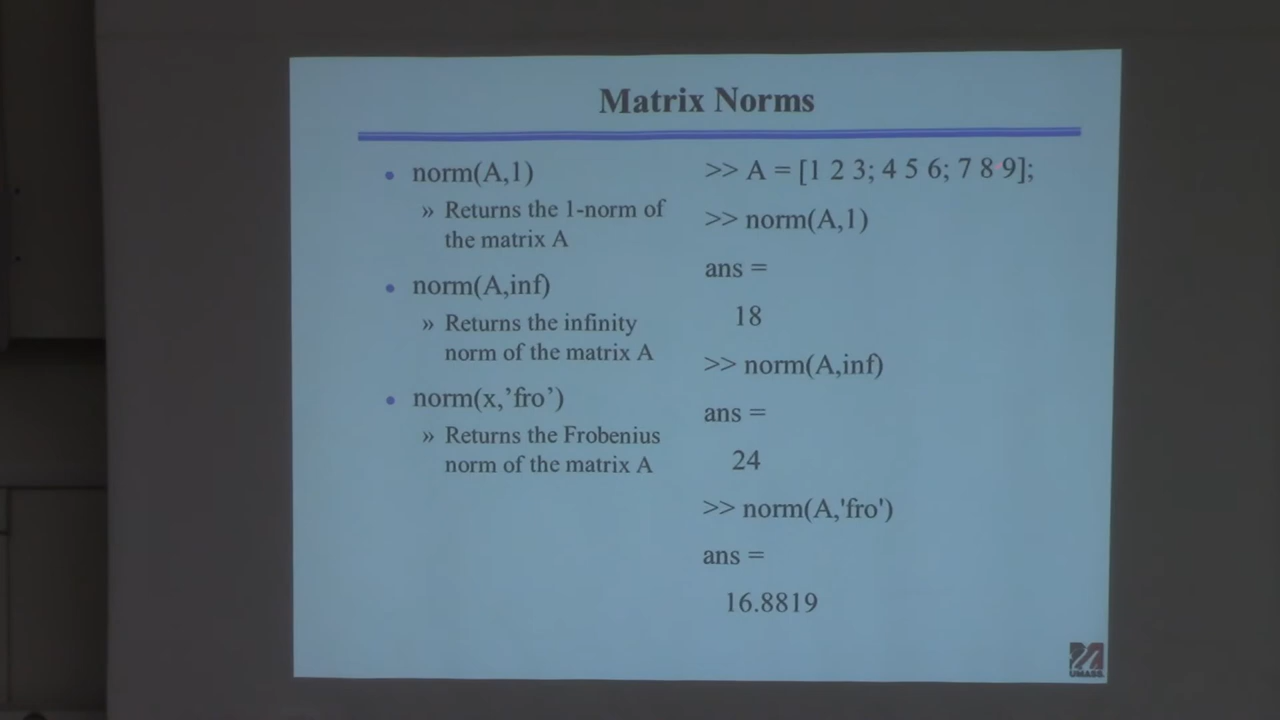 Matrix Norms
• norm(A,1)
» Returns the 1-norm of
the matrix A
• norm(A,inf)
» Returns the infinity
norm of the matrix A
• norm(x,’fro’)
» Returns the Frobenius
norm of the matrix A
>> A = [1 2 3; 4 5 6; 7 8 9];
>> norm(A,1)
ans =
18
>> norm(A,inf)
ans =
24
>> norm(A,'fro')
ans =
16.8819
UMASS